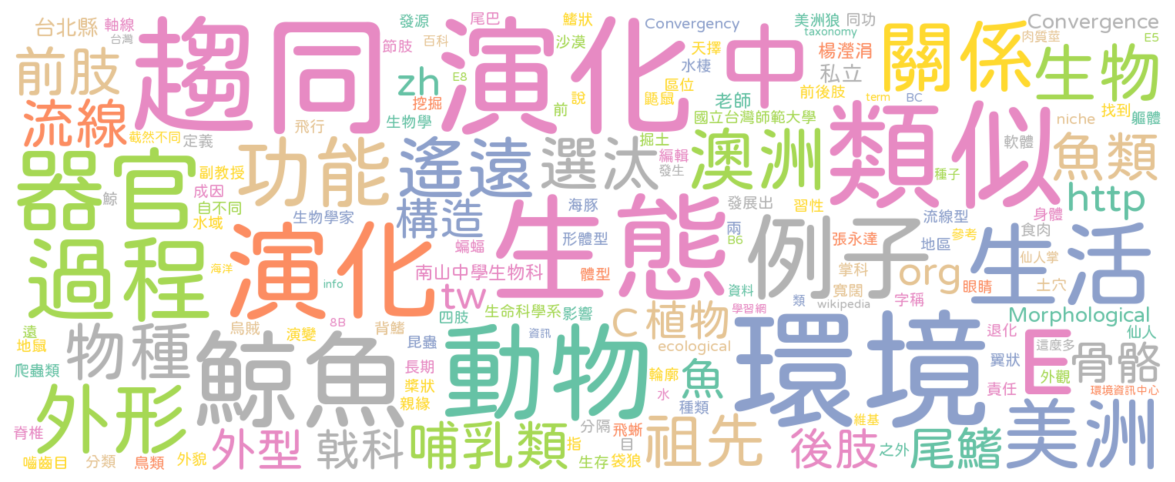 台北縣 軸線 發源 尾巴 鰭狀 Convergency 美洲狼 同功 Convergence
台灣 百科 沙漠 taxonomy 肉質莖 E5
前肢 趨同演化 中 關係 生物
節肢 天擇 楊瀅涓
zh E8 水棲 區位 私立
流線 挖掘 前 說 鼯鼠 老師 前後肢 term BC 找到 軀體
截然不同 定義 飛行 生物學 國立台灣師範大學 niche
器官 功能 遙遠 選汰 掘土 編輯 澳洲 類似 軟體 魚類
副教授 發生 種子
鯨 成因 自不同 海豚 發展出 習性 http
水域 生物學家 構造 形體型 兩 流線型 身體
過程 演化 生態 B6 例子 地區 參考 生活
蝙蝠 張永達 食肉
海洋 南山中學生物科 體型 掌科 org 仙人掌
info tw 資料 寬闊 眼睛 土穴
遠 烏賊 8B 四肢 生命科學系 影響 類 wikipedia 字稱 Morphological
地鼠 物種 演變 背鰭 資訊 C 植物 學習網 退化 仙人
鯨魚 昆蟲 動物 ecological 環境 翼狀 E 這麼多 骨骼
爬蟲類 長期 魚 輪廓 外觀
槳狀 水 責任 環境資訊中心
外形 親緣 種類 維基 美洲
脊椎 外型 戟科 哺乳類 分隔 飛蜥 祖先 後肢 之外 尾鰭
嚙齒目 分類 鳥類 外貌 指 目 生存 袋狼